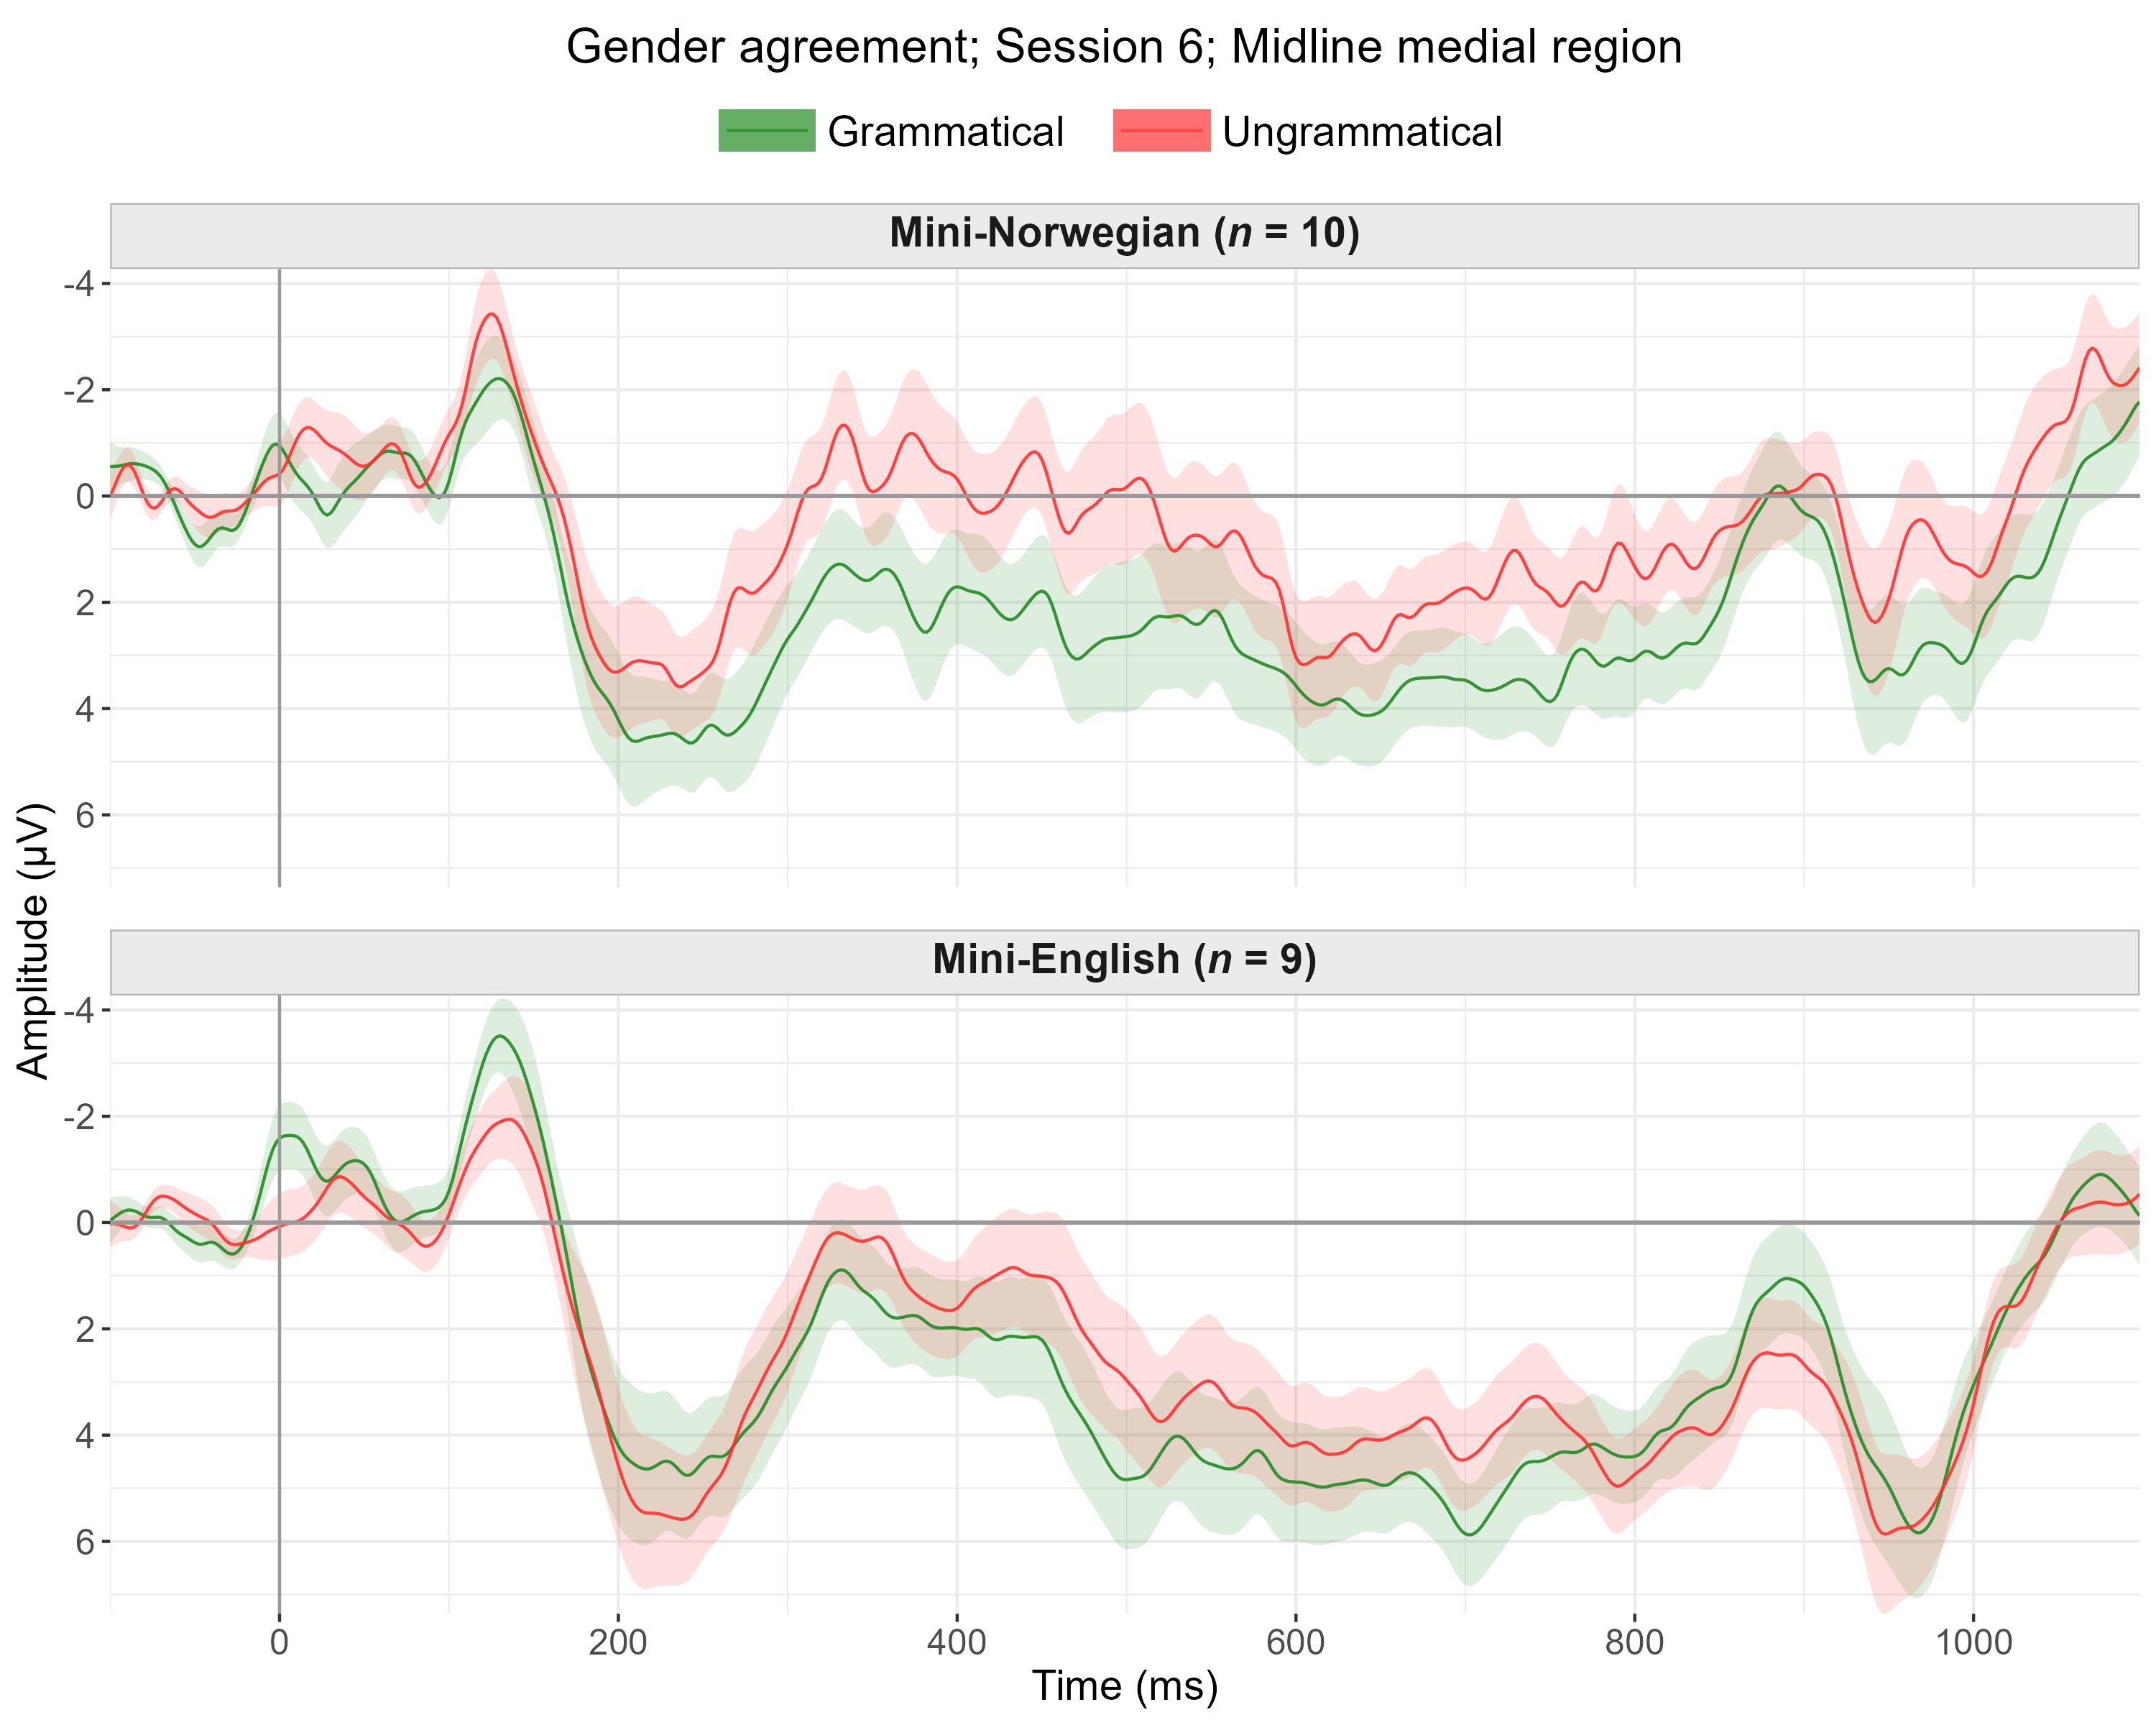 Gender agreement; Session 6; Midline medial region
Grammatical
Ungrammatical
Mini-Norwegian (n = 10)
-4
-2
0
2
4
6
Amplitude (µV)
Mini-English (n = 9)
-4
-2
0
2
4
6
0 200 400 600 800 1000
Time (ms)